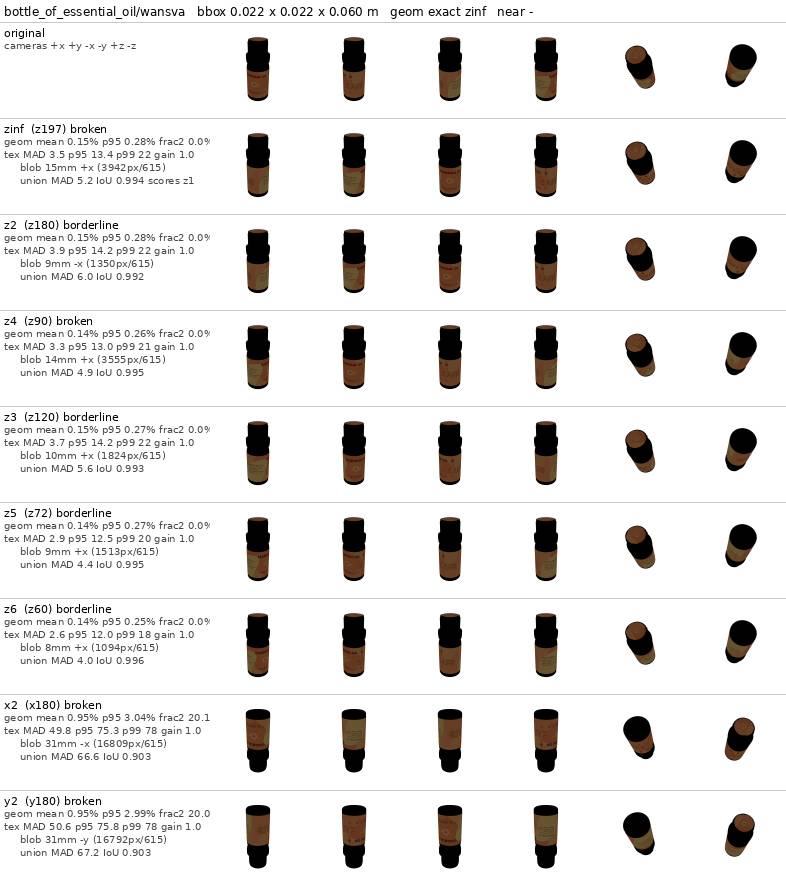 bottle_of_essential_oil/wansva   bbox 0.022 x 0.022 x 0.060 m   geom exact zinf   near -
original
cameras +x +y -x -y +z -z
zinf  (z197) broken
geom mean 0.15% p95 0.28% frac2 0.0%
tex MAD 3.5 p95 13.4 p99 22 gain 1.0
blob 15mm +x (3942px/615)
union MAD 5.2 IoU 0.994 scores z1
z2  (z180) borderline
geom mean 0.15% p95 0.28% frac2 0.0%
tex MAD 3.9 p95 14.2 p99 22 gain 1.0
blob 9mm -x (1350px/615)
union MAD 6.0 IoU 0.992
z4  (z90) broken
geom mean 0.14% p95 0.26% frac2 0.0%
tex MAD 3.3 p95 13.0 p99 21 gain 1.0
blob 14mm +x (3555px/615)
union MAD 4.9 IoU 0.995
z3  (z120) borderline
geom mean 0.15% p95 0.27% frac2 0.0%
tex MAD 3.7 p95 14.2 p99 22 gain 1.0
blob 10mm +x (1824px/615)
union MAD 5.6 IoU 0.993
z5  (z72) borderline
geom mean 0.14% p95 0.27% frac2 0.0%
tex MAD 2.9 p95 12.5 p99 20 gain 1.0
blob 9mm +x (1513px/615)
union MAD 4.4 IoU 0.995
z6  (z60) borderline
geom mean 0.14% p95 0.25% frac2 0.0%
tex MAD 2.6 p95 12.0 p99 18 gain 1.0
blob 8mm +x (1094px/615)
union MAD 4.0 IoU 0.996
x2  (x180) broken
geom mean 0.95% p95 3.04% frac2 20.1
tex MAD 49.8 p95 75.3 p99 78 gain 1.0
blob 31mm -x (16809px/615)
union MAD 66.6 IoU 0.903
y2  (y180) broken
geom mean 0.95% p95 2.99% frac2 20.0
tex MAD 50.6 p95 75.8 p99 78 gain 1.0
blob 31mm -y (16792px/615)
union MAD 67.2 IoU 0.903